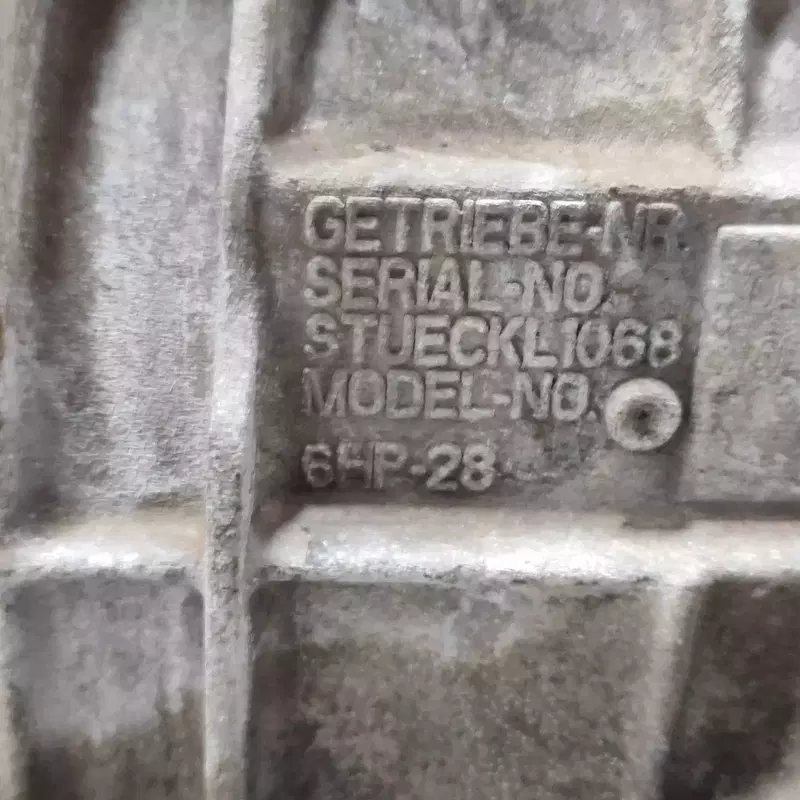 GETRIEBE-NR.
SERIAL-NO.
STUECKL1068
MODEL-NO.
6HP-28